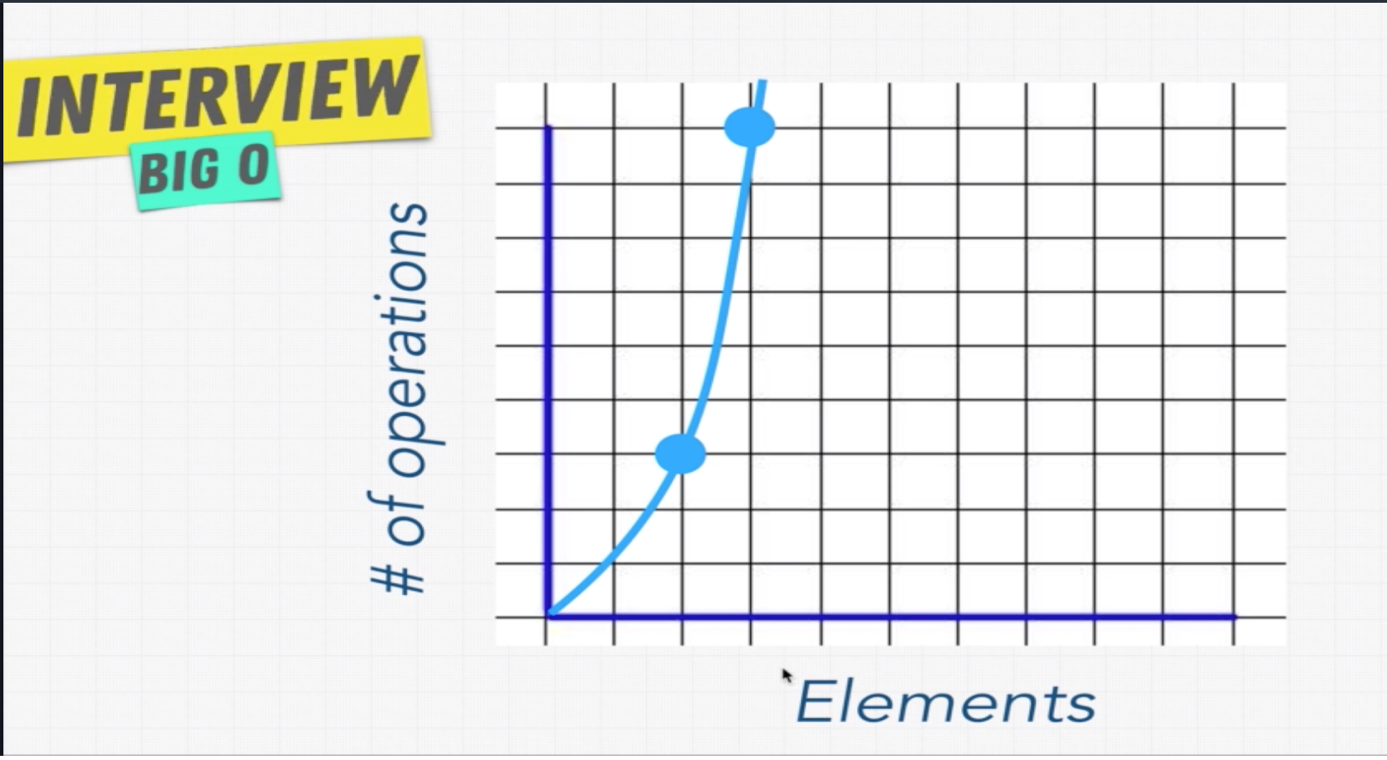 INTERVIEW
BIG O
# of operations
Elements